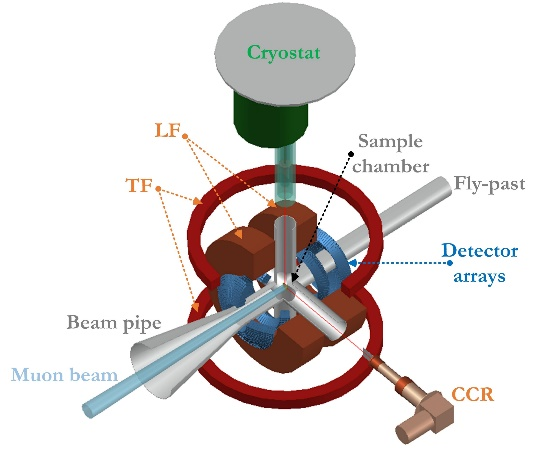 Cryostat
LF
Sample
chamber
TF
Fly-past
Detector
arrays
Beam pipe
Muon beam
CCR